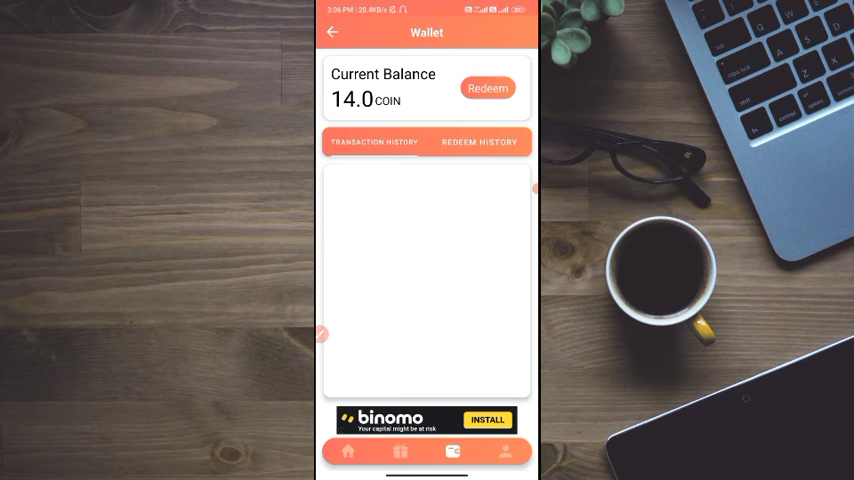 3:06 PM | 28.4KB/s
Wallet
Current Balance
14.0 COIN
Redeem
TRANSACTION HISTORY
REDEEM HISTORY
binomo
Your capital might be at risk
INSTALL